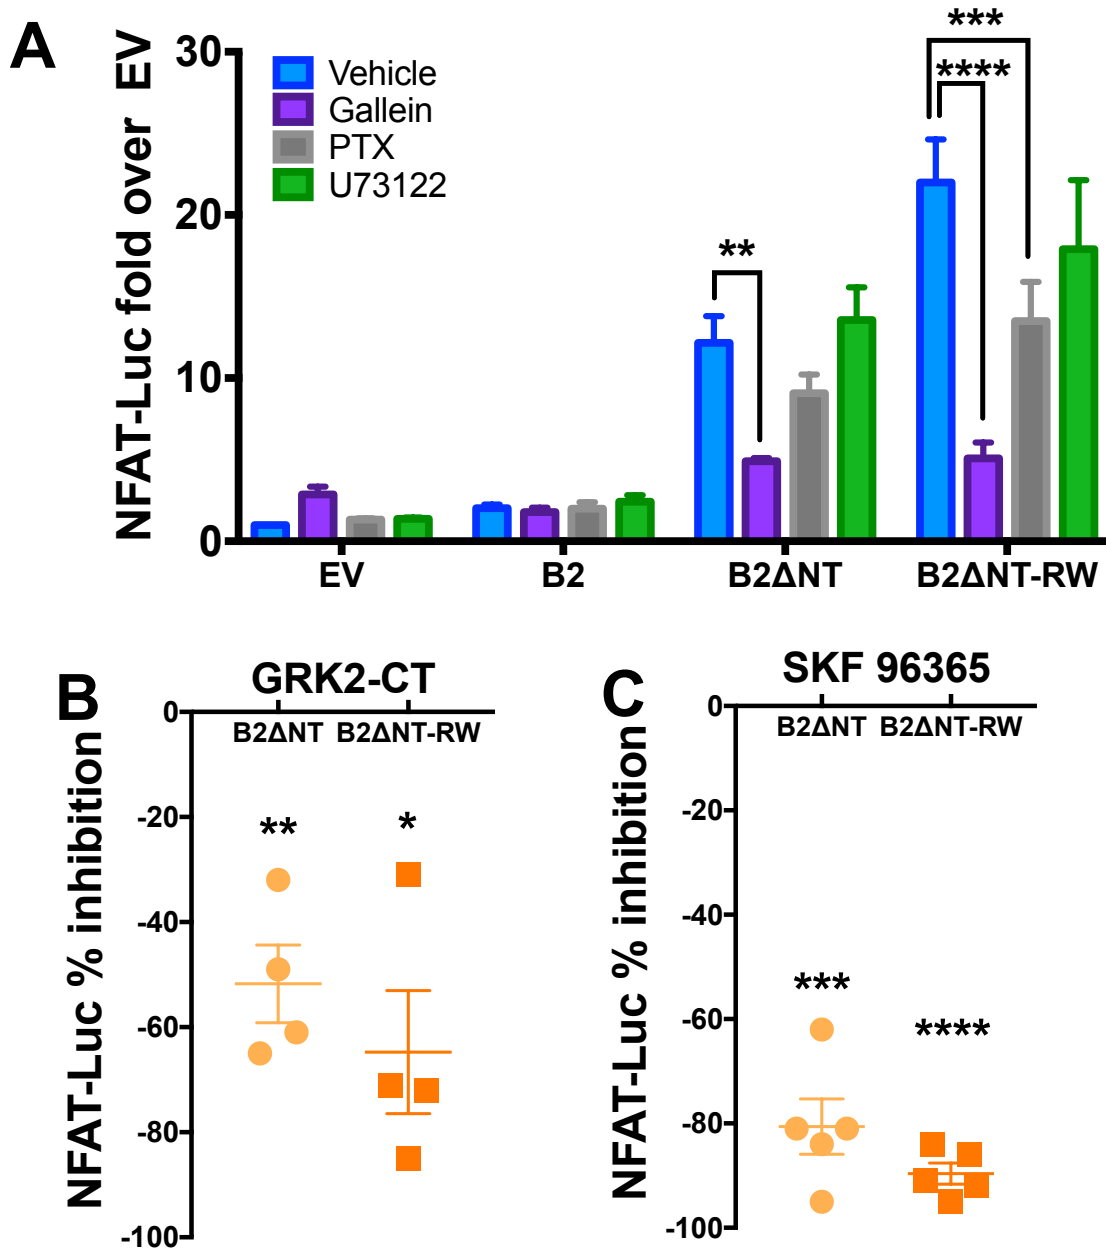 A
NFAT-Luc fold over EV
30
20
10
0
Vehicle
Gallein
PTX
U73122
**
***
****
EV B2 B2ΔNT B2ΔNT-RW
B
GRK2-CT
B2ΔNT B2ΔNT-RW
NFAT-Luc % inhibition
0
-20
-40
-60
-80
-100
** *
C
SKF 96365
B2ΔNT B2ΔNT-RW
NFAT-Luc % inhibition
0
-20
-40
-60
-80
-100
***
****